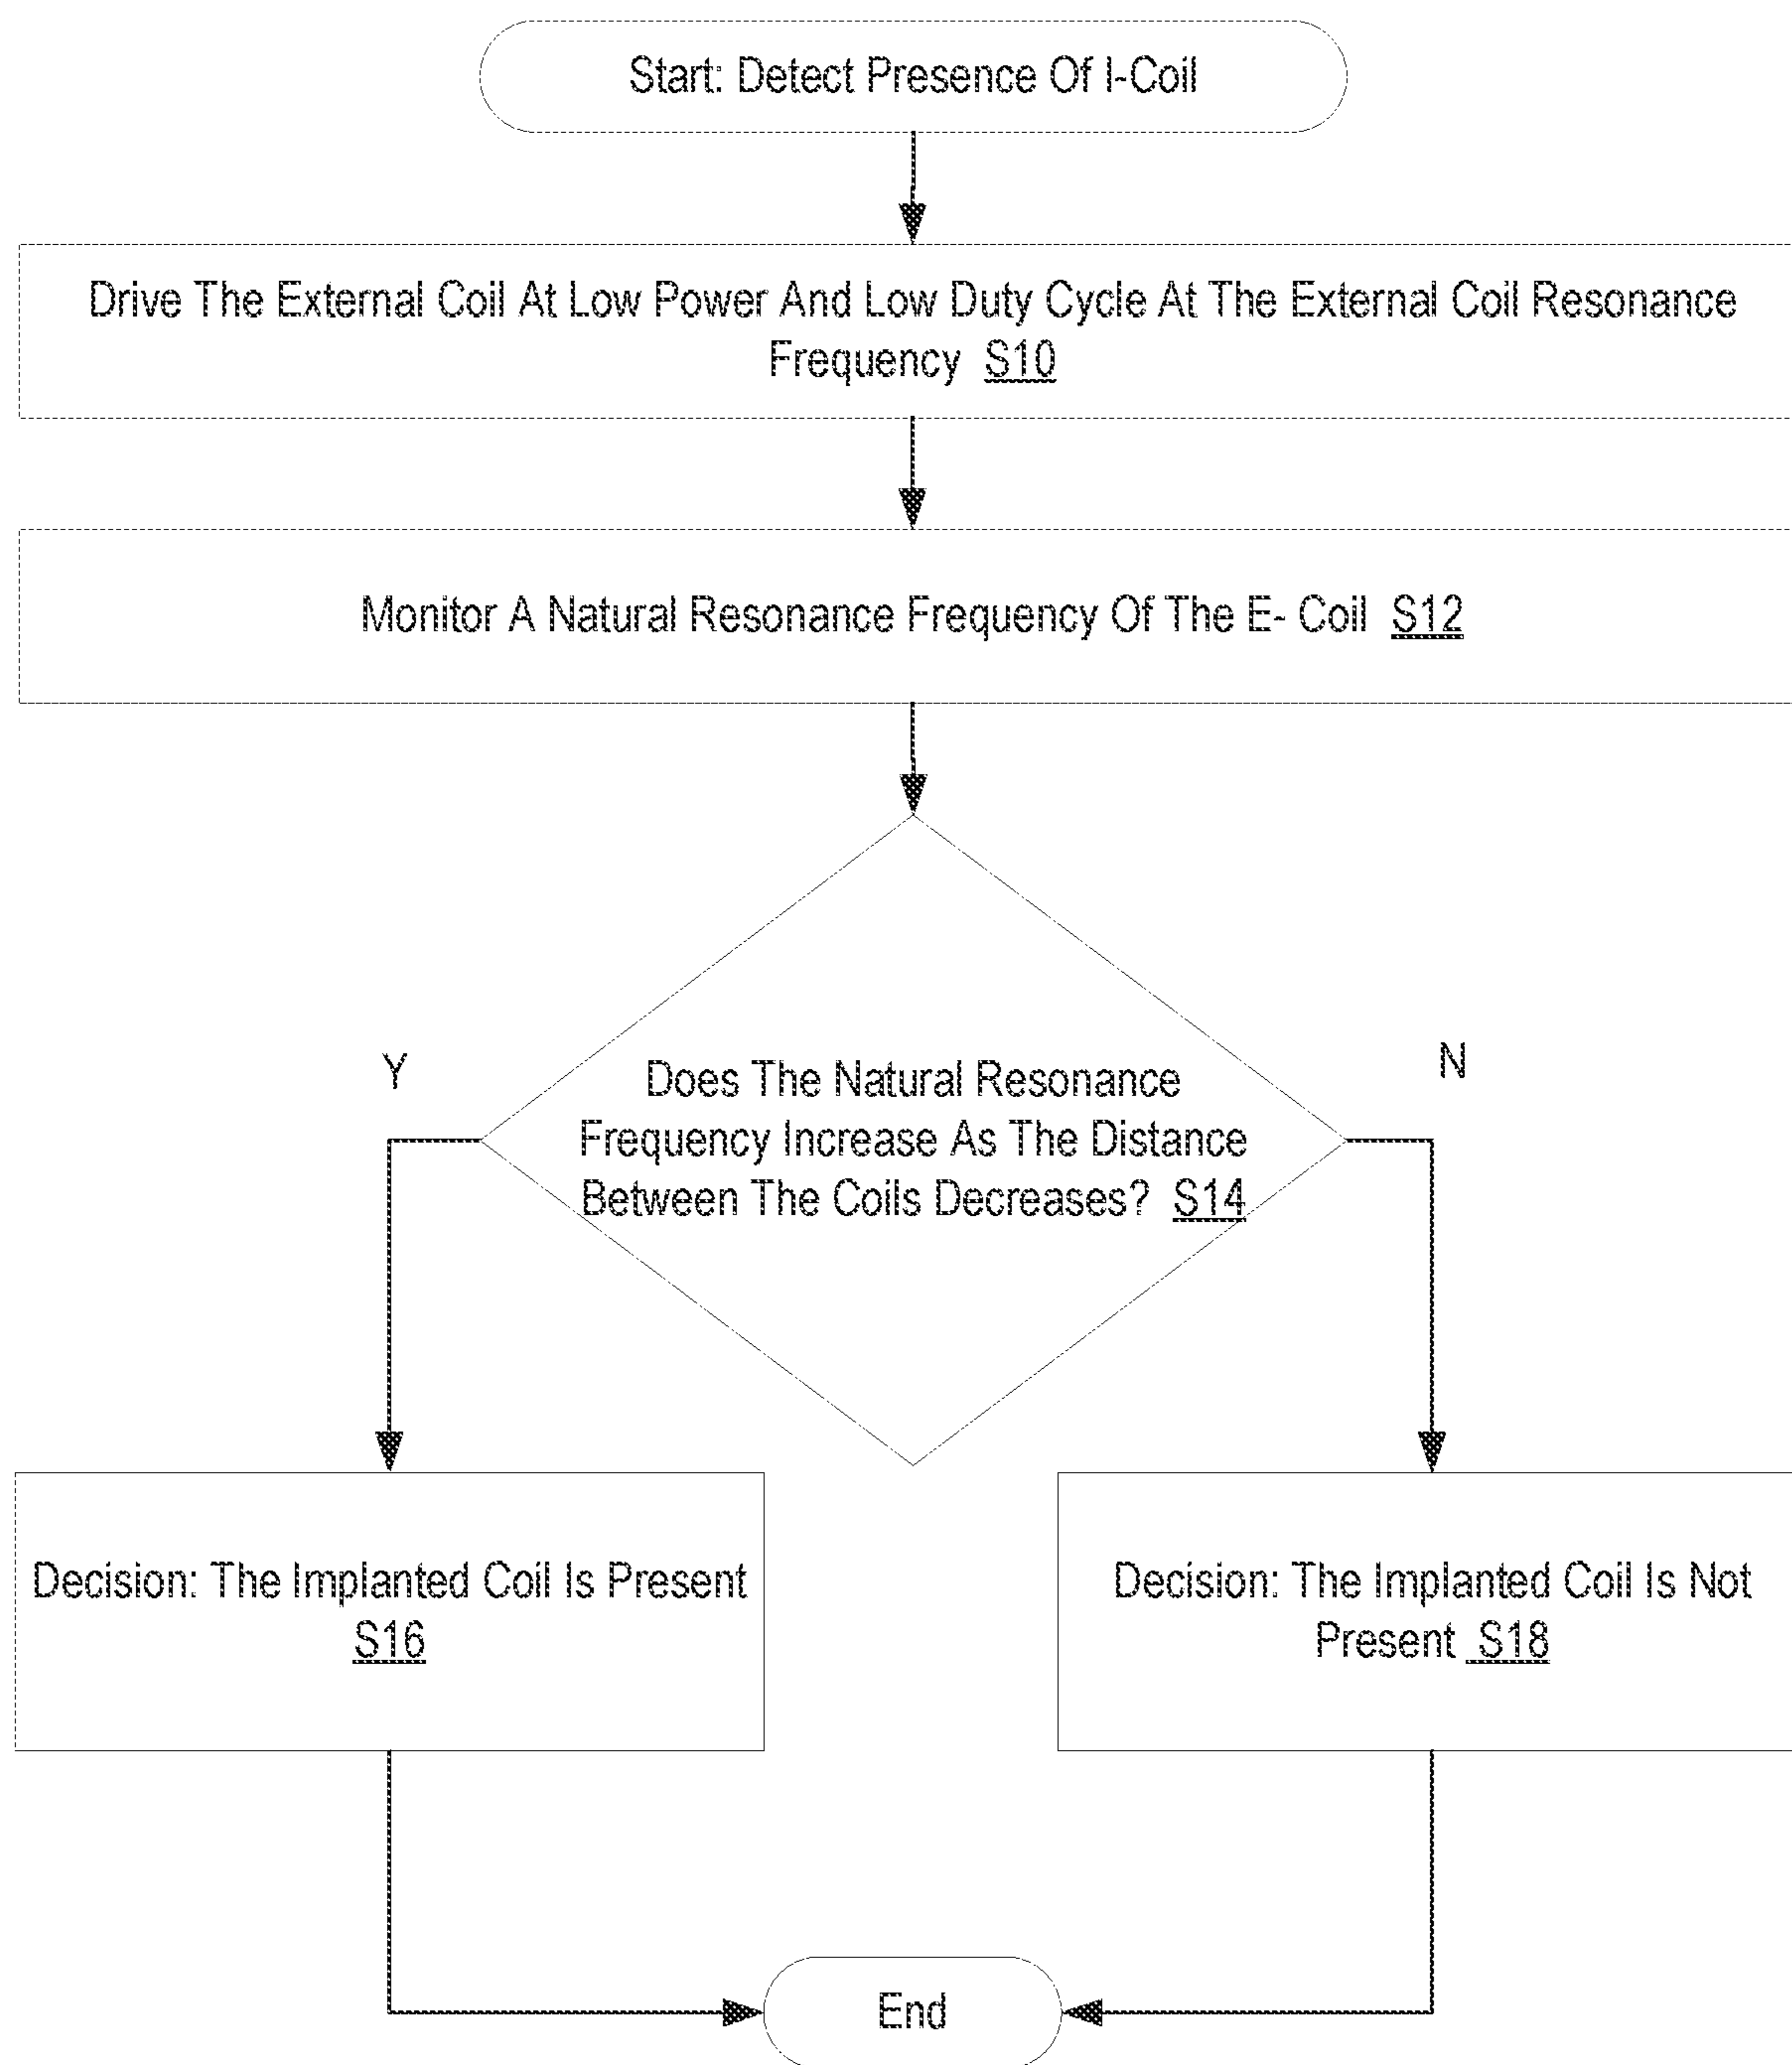 Start: Detect Presence Of I-Coil
Drive The External Coil At Low Power And Low Duty Cycle At The External Coil Resonance
Frequency S10
Monitor A Natural Resonance Frequency Of The E- Coil S12
Y
N
Does The Natural Resonance
Frequency Increase As The Distance
Between The Coils Decreases? S14
Decision: The Implanted Coil Is Present
S16
Decision: The Implanted Coil Is Not
Present S18
End